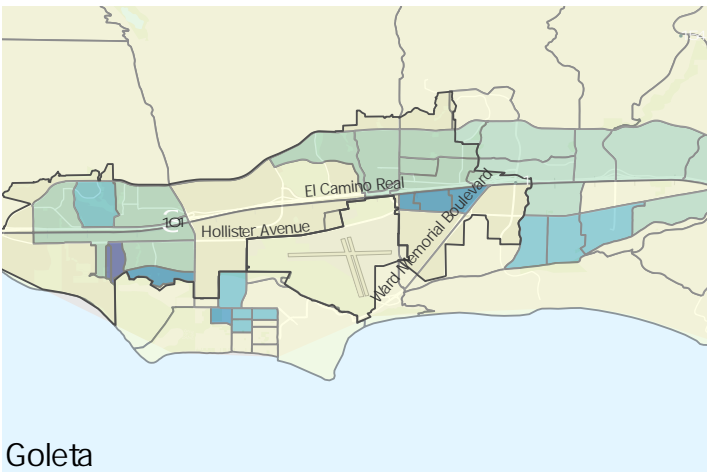 El Camino Real
101
Hollister Avenue
Ward Memorial Boulevard
Goleta